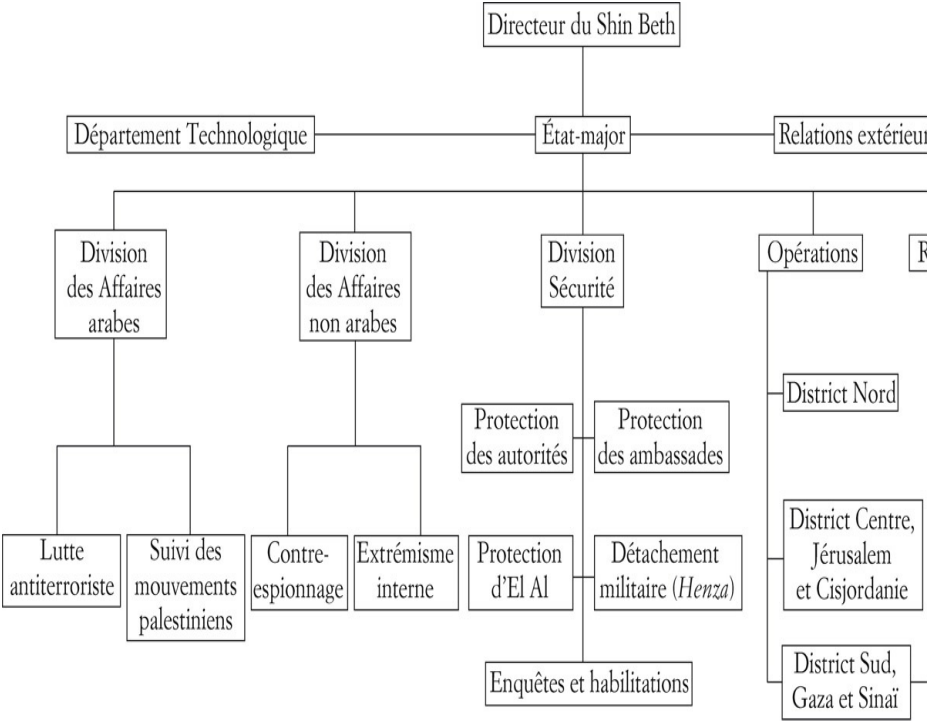 Directeur du Shin Beth
Département Technologique
État-major
Relations
Division
des Affaires
arabes
Division
des Affaires
non arabes
Division
Sécurité
Opérations
Protection
des autorités
Protection
des ambassades
District Nord
Lutte
antiterroriste
Suivi des
mouvements
palestiniens
Contre-
espionnage
Extrémisme
interne
Protection
d'El Al
Détachement
militaire (Henza)
District Centre,
Jérusalem
et Cisjordanie
Enquêtes et habilitations
District Sud,
Gaza et Sinaï